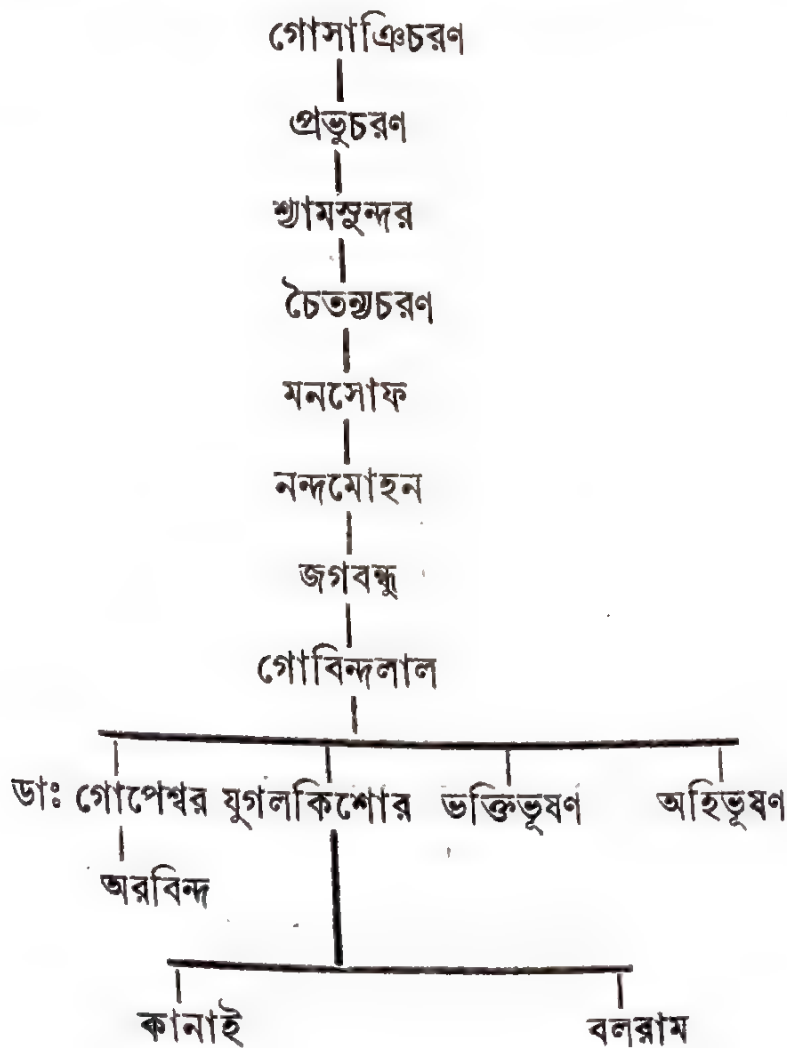 গোসাঞিচরণ
প্রভুচরণ
শ্যামসুন্দর
চৈতন্যচরণ
মনসোফ
নন্দমোহন
জগবন্ধু
গোবিন্দলাল
ডাঃ গোপেশ্বর যুগলকিশোর ভক্তিভূষণ অহিভূষণ
অরবিন্দ
কানাই বলরাম